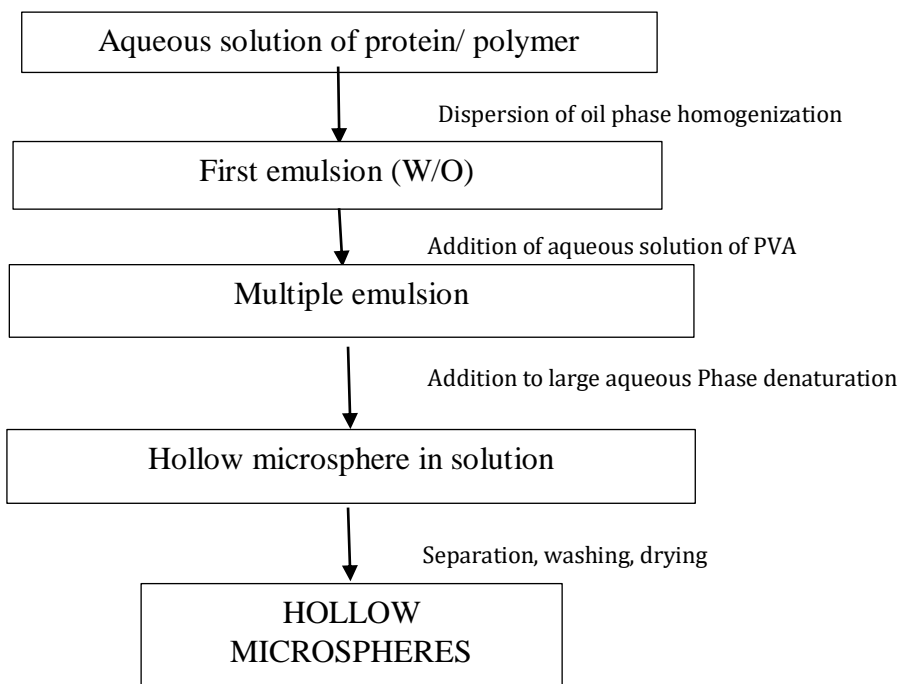 Aqueous solution of protein/ polymer
Dispersion of oil phase homogenization
First emulsion (W/O)
Addition of aqueous solution of PVA
Multiple emulsion
Addition to large aqueous Phase denaturation
Hollow microsphere in solution
Separation, washing, drying
HOLLOW
MICROSPHERES